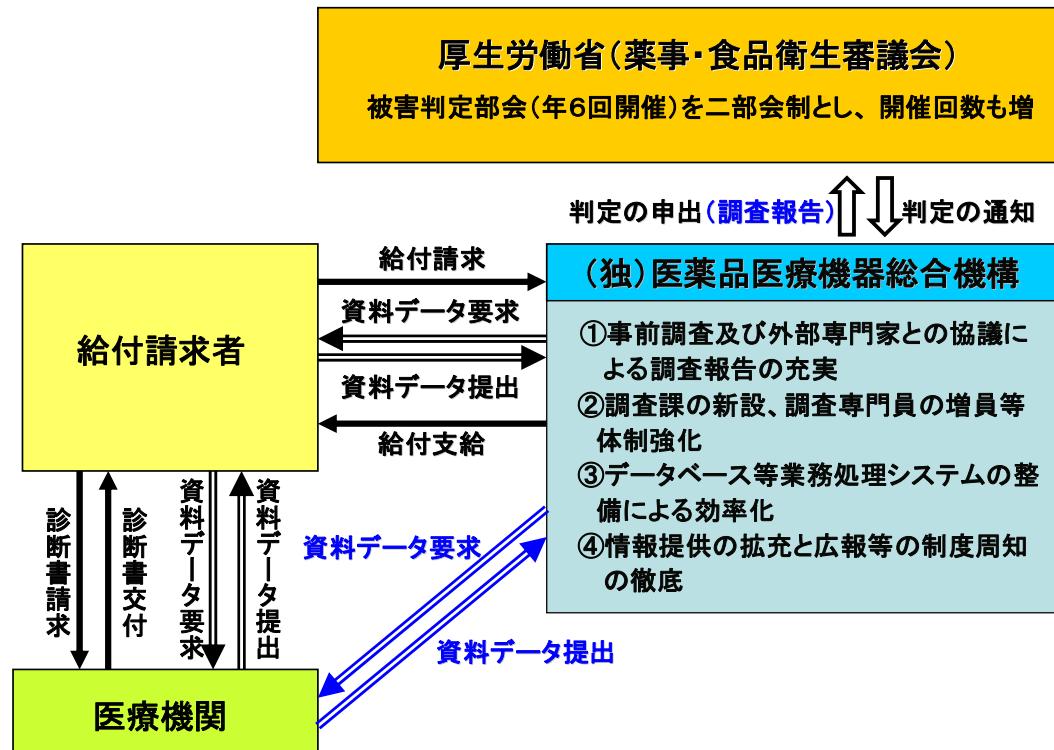 厚生労働省(薬事・食品衛生審議会)
被害判定部会(年6回開催)を二部会制とし、開催回数も増
判定の申出(調査報告)
判定の通知
給付請求
資料データ要求
資料データ提出
給付支給
給付請求者
(独)医薬品医療機器総合機構
①事前調査及び外部専門家との協議に
よる調査報告の充実
②調査課の新設、調査専門員の増員等
体制強化
③データベース等業務処理システムの整
備による効率化
④情報提供の拡充と広報等の制度周知
の徹底
診断書請求
診断書交付
資料データ要求
資料データ提出
資料データ要求
資料データ提出
医療機関